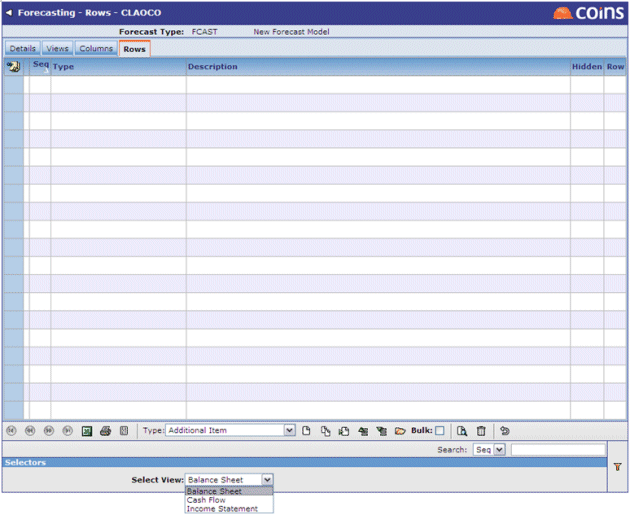 Forecasting - Rows - CLAOCO
COINS
Forecast Type: FCAST New Forecast Model
Details Views Columns Rows
Seq Type Description Hidden Row
Type: Additional Item Bulk:
Search: Seq
Selectors
Select View: Balance Sheet
Balance Sheet
Cash Flow
Income Statement